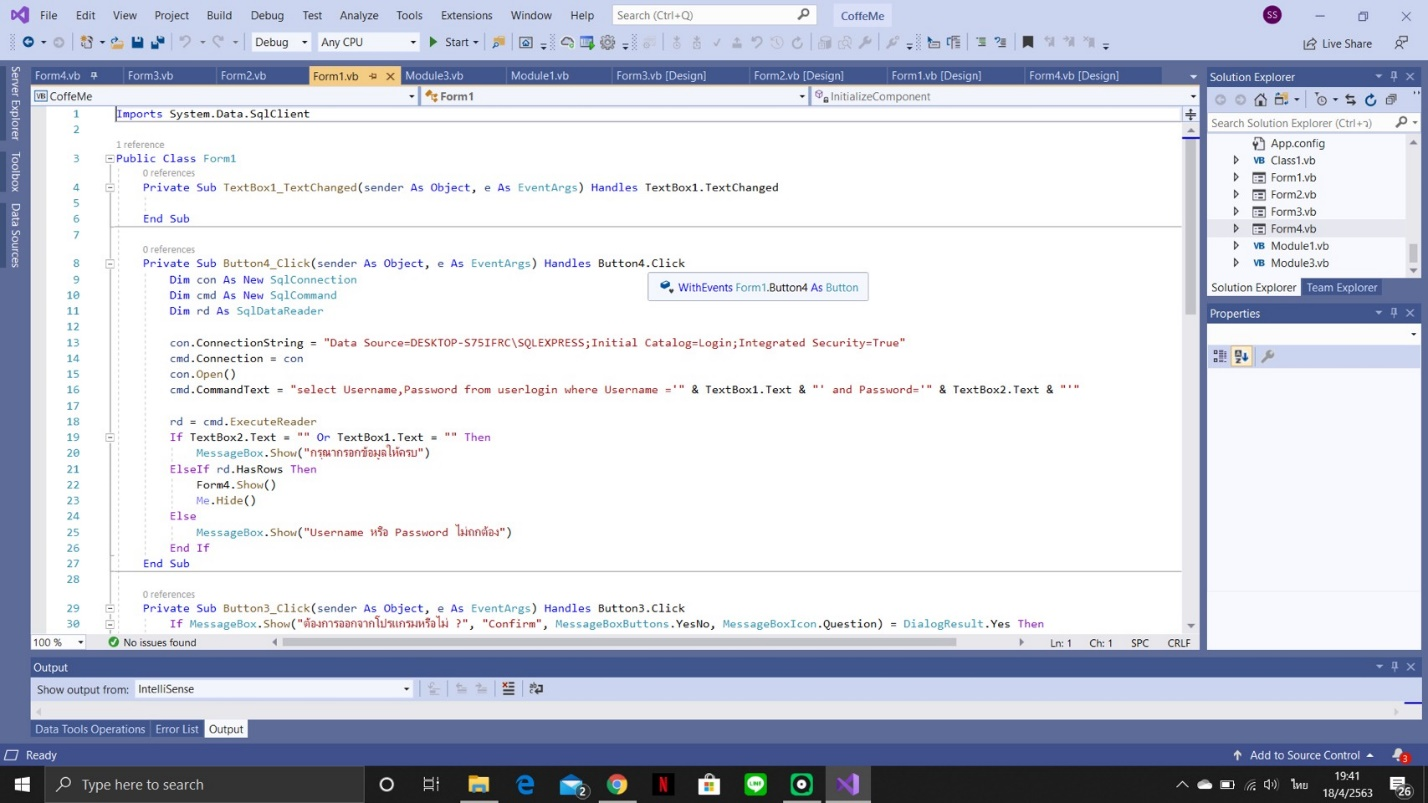 File Edit View Project Build Debug Test Analyze Tools Extensions Window Help Search (Ctrl+Q) CoffeMe SS
Debug Any CPU Start Live Share
Server Explorer
Toolbox
Data Sources
Form4.vb Form3.vb Form2.vb Form1.vb Module3.vb Module1.vb Form3.vb [Design] Form2.vb [Design] Form1.vb [Design] Form4.vb [Design]
VB CoffeMe Form1 InitializeComponent
1 Imports System.Data.SqlClient
2
1 reference
3 Public Class Form1
0 references
4 Private Sub TextBox1_TextChanged(sender As Object, e As EventArgs) Handles TextBox1.TextChanged
5
6 End Sub
7
0 references
8 Private Sub Button4_Click(sender As Object, e As EventArgs) Handles Button4.Click
WithEvents Form1.Button4 As Button
9 Dim con As New SqlConnection
10 Dim cmd As New SqlCommand
11 Dim rd As SqlDataReader
12
13 con.ConnectionString = "Data Source=DESKTOP-S75IFRC\SQLEXPRESS;Initial Catalog=Login;Integrated Security=True"
14 cmd.Connection = con
15 con.Open()
16 cmd.CommandText = "select Username,Password from userlogin where Username ='" & TextBox1.Text & "' and Password='" & TextBox2.Text & "'"
17
18 rd = cmd.ExecuteReader
19 If TextBox2.Text = "" Or TextBox1.Text = "" Then
20 MessageBox.Show("กรุณากรอกข้อมูลให้ครบ")
21 ElseIf rd.HasRows Then
22 Form4.Show()
23 Me.Hide()
24 Else
25 MessageBox.Show("Username หรือ Password ไม่ถูกต้อง")
26 End If
27 End Sub
28
0 references
29 Private Sub Button3_Click(sender As Object, e As EventArgs) Handles Button3.Click
30 If MessageBox.Show("ต้องการออกจากโปรแกรมหรือไม่ ?", "Confirm", MessageBoxButtons.YesNo, MessageBoxIcon.Question) = DialogResult.Yes Then
100 % No issues found Ln: 1 Ch: 1 SPC CRLF
Solution Explorer
Search Solution Explorer (Ctrl+ว)
App.config
VB Class1.vb
Form1.vb
Form2.vb
Form3.vb
Form4.vb
VB Module1.vb
VB Module3.vb
Solution Explorer Team Explorer
Properties
Output
Show output from: IntelliSense
Data Tools Operations Error List Output
Ready Add to Source Control 3
Type here to search 2 N LINE ไทย 19:41 26
18/4/2563